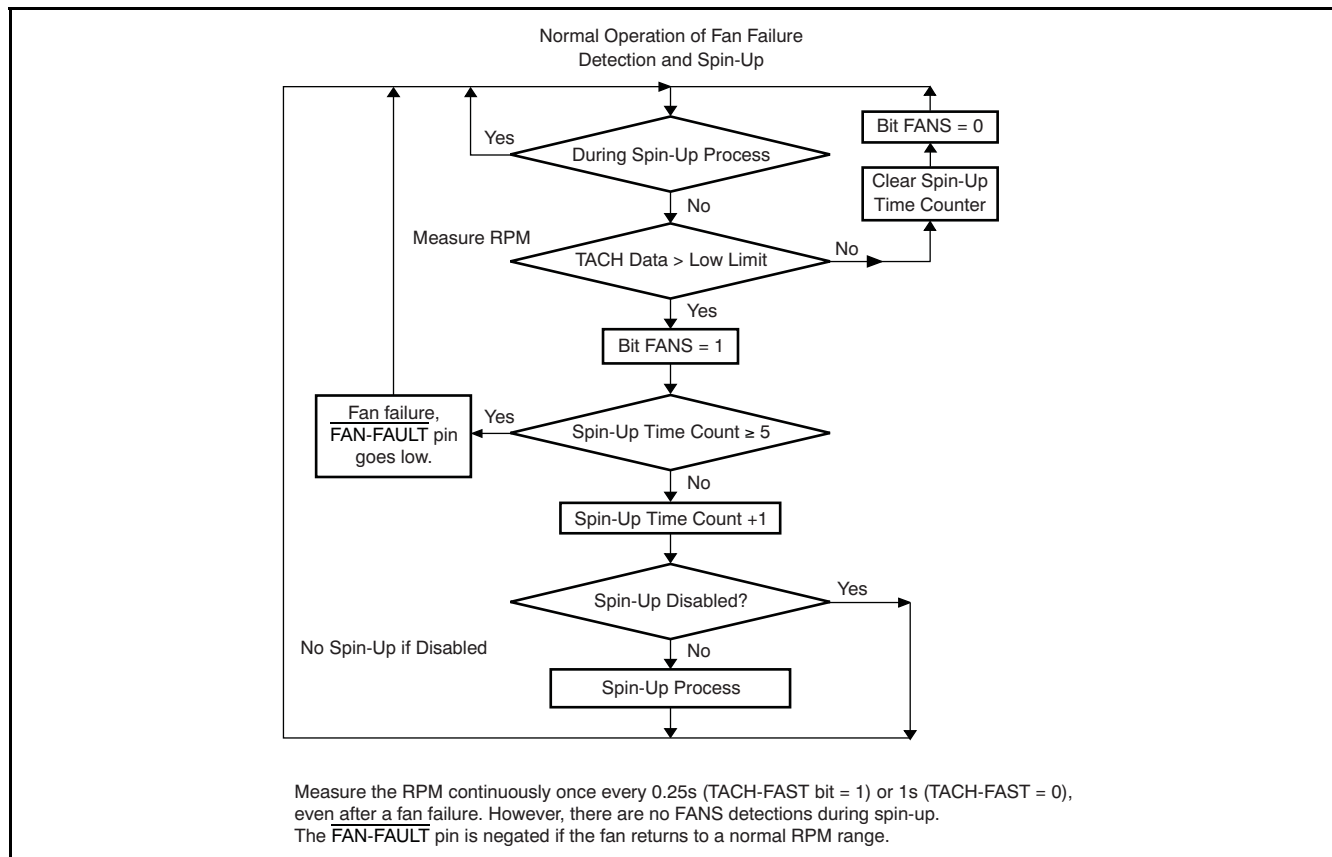 Normal Operation of Fan Failure
Detection and Spin-Up
Yes
During Spin-Up Process
Bit FANS = 0
Clear Spin-Up
Time Counter
No
Measure RPM
TACH Data > Low Limit
No
Yes
Bit FANS = 1
Fan failure,
FAN-FAULT pin
goes low.
Yes
Spin-Up Time Count ≥ 5
No
Spin-Up Time Count +1
Spin-Up Disabled?
Yes
No Spin-Up if Disabled
No
Spin-Up Process
Measure the RPM continuously once every 0.25s (TACH-FAST bit = 1) or 1s (TACH-FAST = 0),
even after a fan failure. However, there are no FANS detections during spin-up.
The FAN-FAULT pin is negated if the fan returns to a normal RPM range.